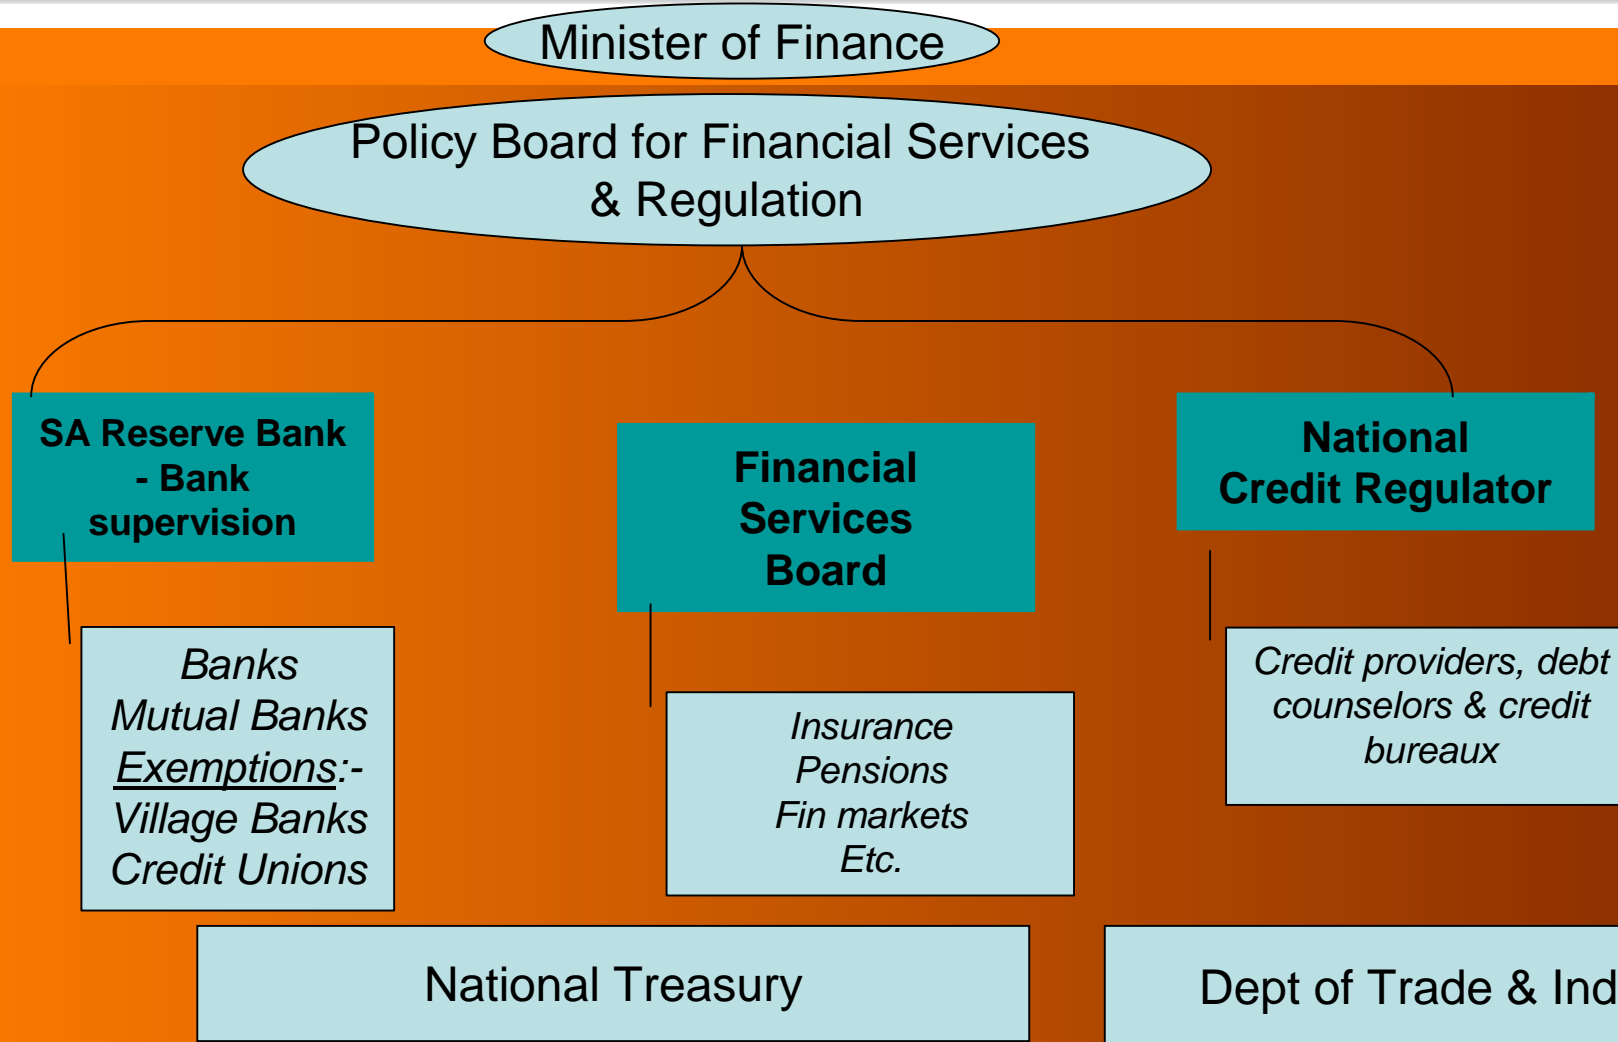 Minister of Finance
Policy Board for Financial Services
& Regulation
SA Reserve Bank
- Bank
supervision
Financial
Services
Board
National
Credit Regulator
Banks
Mutual Banks
Exemptions:-
Village Banks
Credit Unions
Insurance
Pensions
Fin markets
Etc.
Credit providers, debt
counselors & credit
bureaux
National Treasury
Dept of Trade & Ind